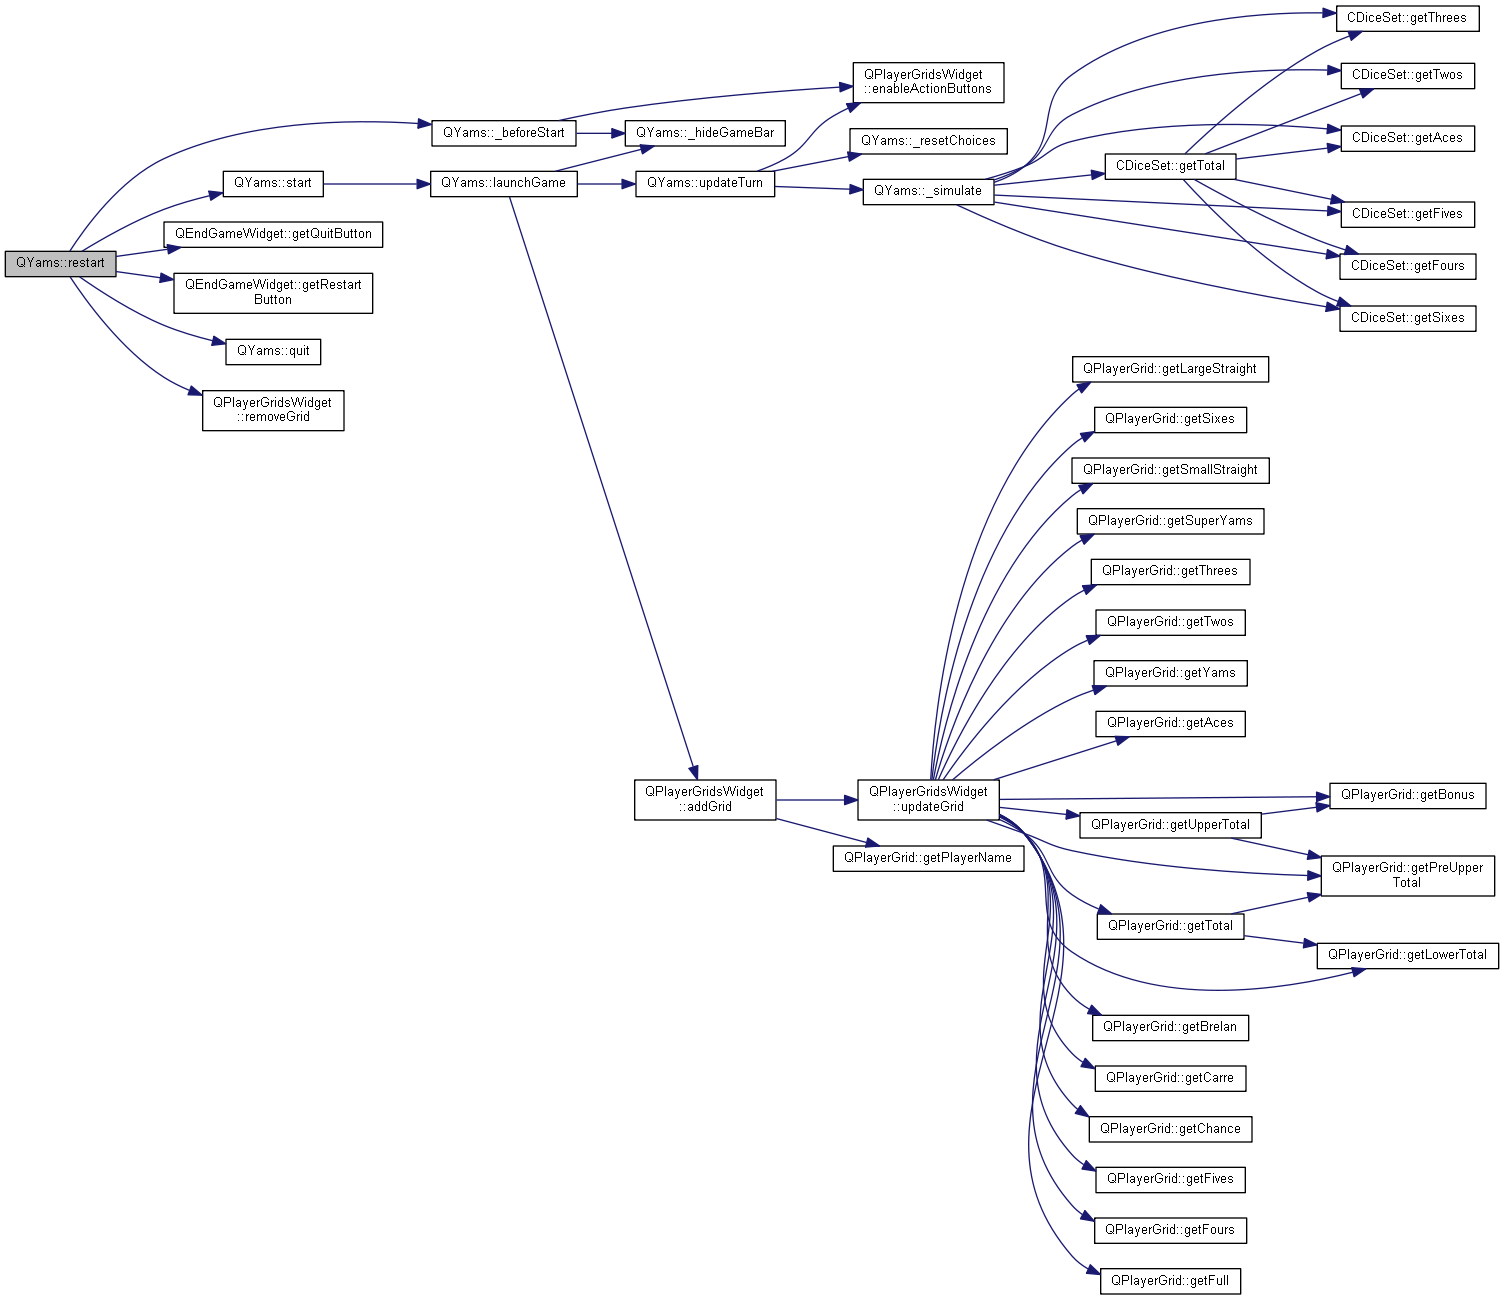 CDiceSet::getThrees
QPlayerGridsWidget
::enableActionButtons
CDiceSet::getTwos
QYams::_beforeStart
QYams::_hideGameBar
QYams::_resetChoices
CDiceSet::getAces
CDiceSet::getTotal
QYams::start
QYams::launchGame
QYams::updateTurn
QYams::_simulate
CDiceSet::getFives
QEndGameWidget::getQuitButton
QYams::restart
CDiceSet::getFours
QEndGameWidget::getRestart
Button
CDiceSet::getSixes
QYams::quit
QPlayerGrid::getLargeStraight
QPlayerGridsWidget
::removeGrid
QPlayerGrid::getSixes
QPlayerGrid::getSmallStraight
QPlayerGrid::getSuperYams
QPlayerGrid::getThrees
QPlayerGrid::getTwos
QPlayerGrid::getYams
QPlayerGrid::getAces
QPlayerGridsWidget
::addGrid
QPlayerGridsWidget
::updateGrid
QPlayerGrid::getBonus
QPlayerGrid::getUpperTotal
QPlayerGrid::getPlayerName
QPlayerGrid::getPreUpper
Total
QPlayerGrid::getTotal
QPlayerGrid::getLowerTotal
QPlayerGrid::getBrelan
QPlayerGrid::getCarre
QPlayerGrid::getChance
QPlayerGrid::getFives
QPlayerGrid::getFours
QPlayerGrid::getFull